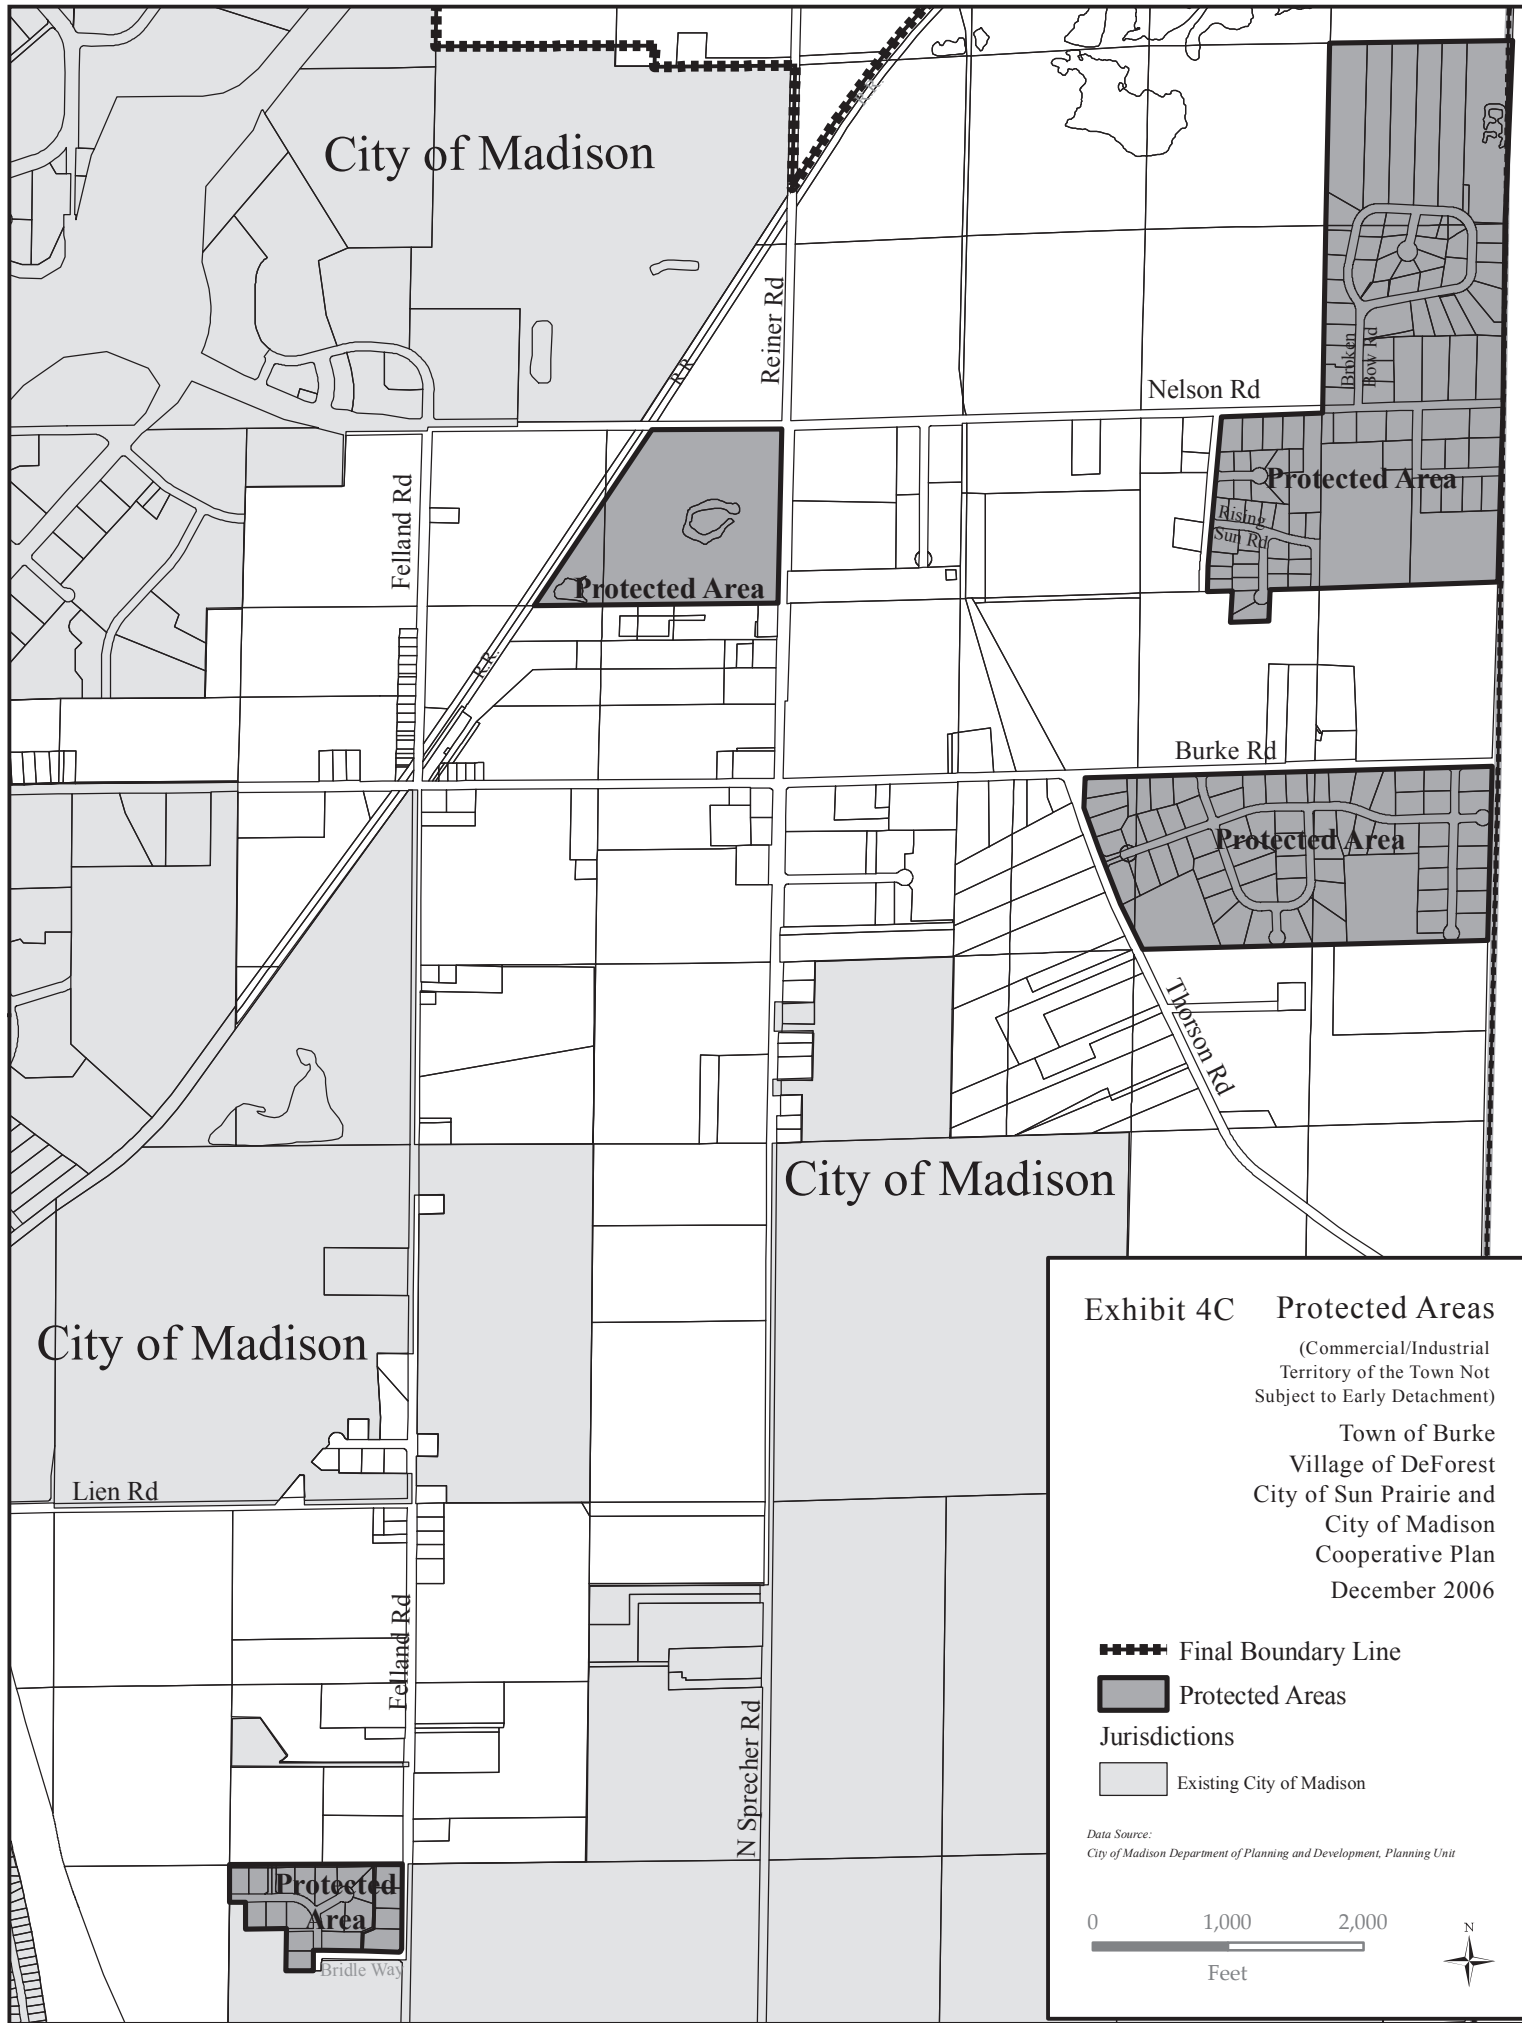 City of Madison
R.R.
Reiner Rd
R.R.
Broken
Bow Rd
Nelson Rd
Felland Rd
Protected Area
Rising
Sun Rd
Protected Area
R.R.
Burke Rd
Protected Area
Thorson Rd
City of Madison
City of Madison
Lien Rd
Felland Rd
N Sprecher Rd
Protected
Area
Bridle Way
Exhibit 4C Protected Areas
(Commercial/Industrial
Territory of the Town Not
Subject to Early Detachment)
Town of Burke
Village of DeForest
City of Sun Prairie and
City of Madison
Cooperative Plan
December 2006
Final Boundary Line
Protected Areas
Jurisdictions
Existing City of Madison
Data Source:
City of Madison Department of Planning and Development, Planning Unit
0 1,000 2,000
Feet
N